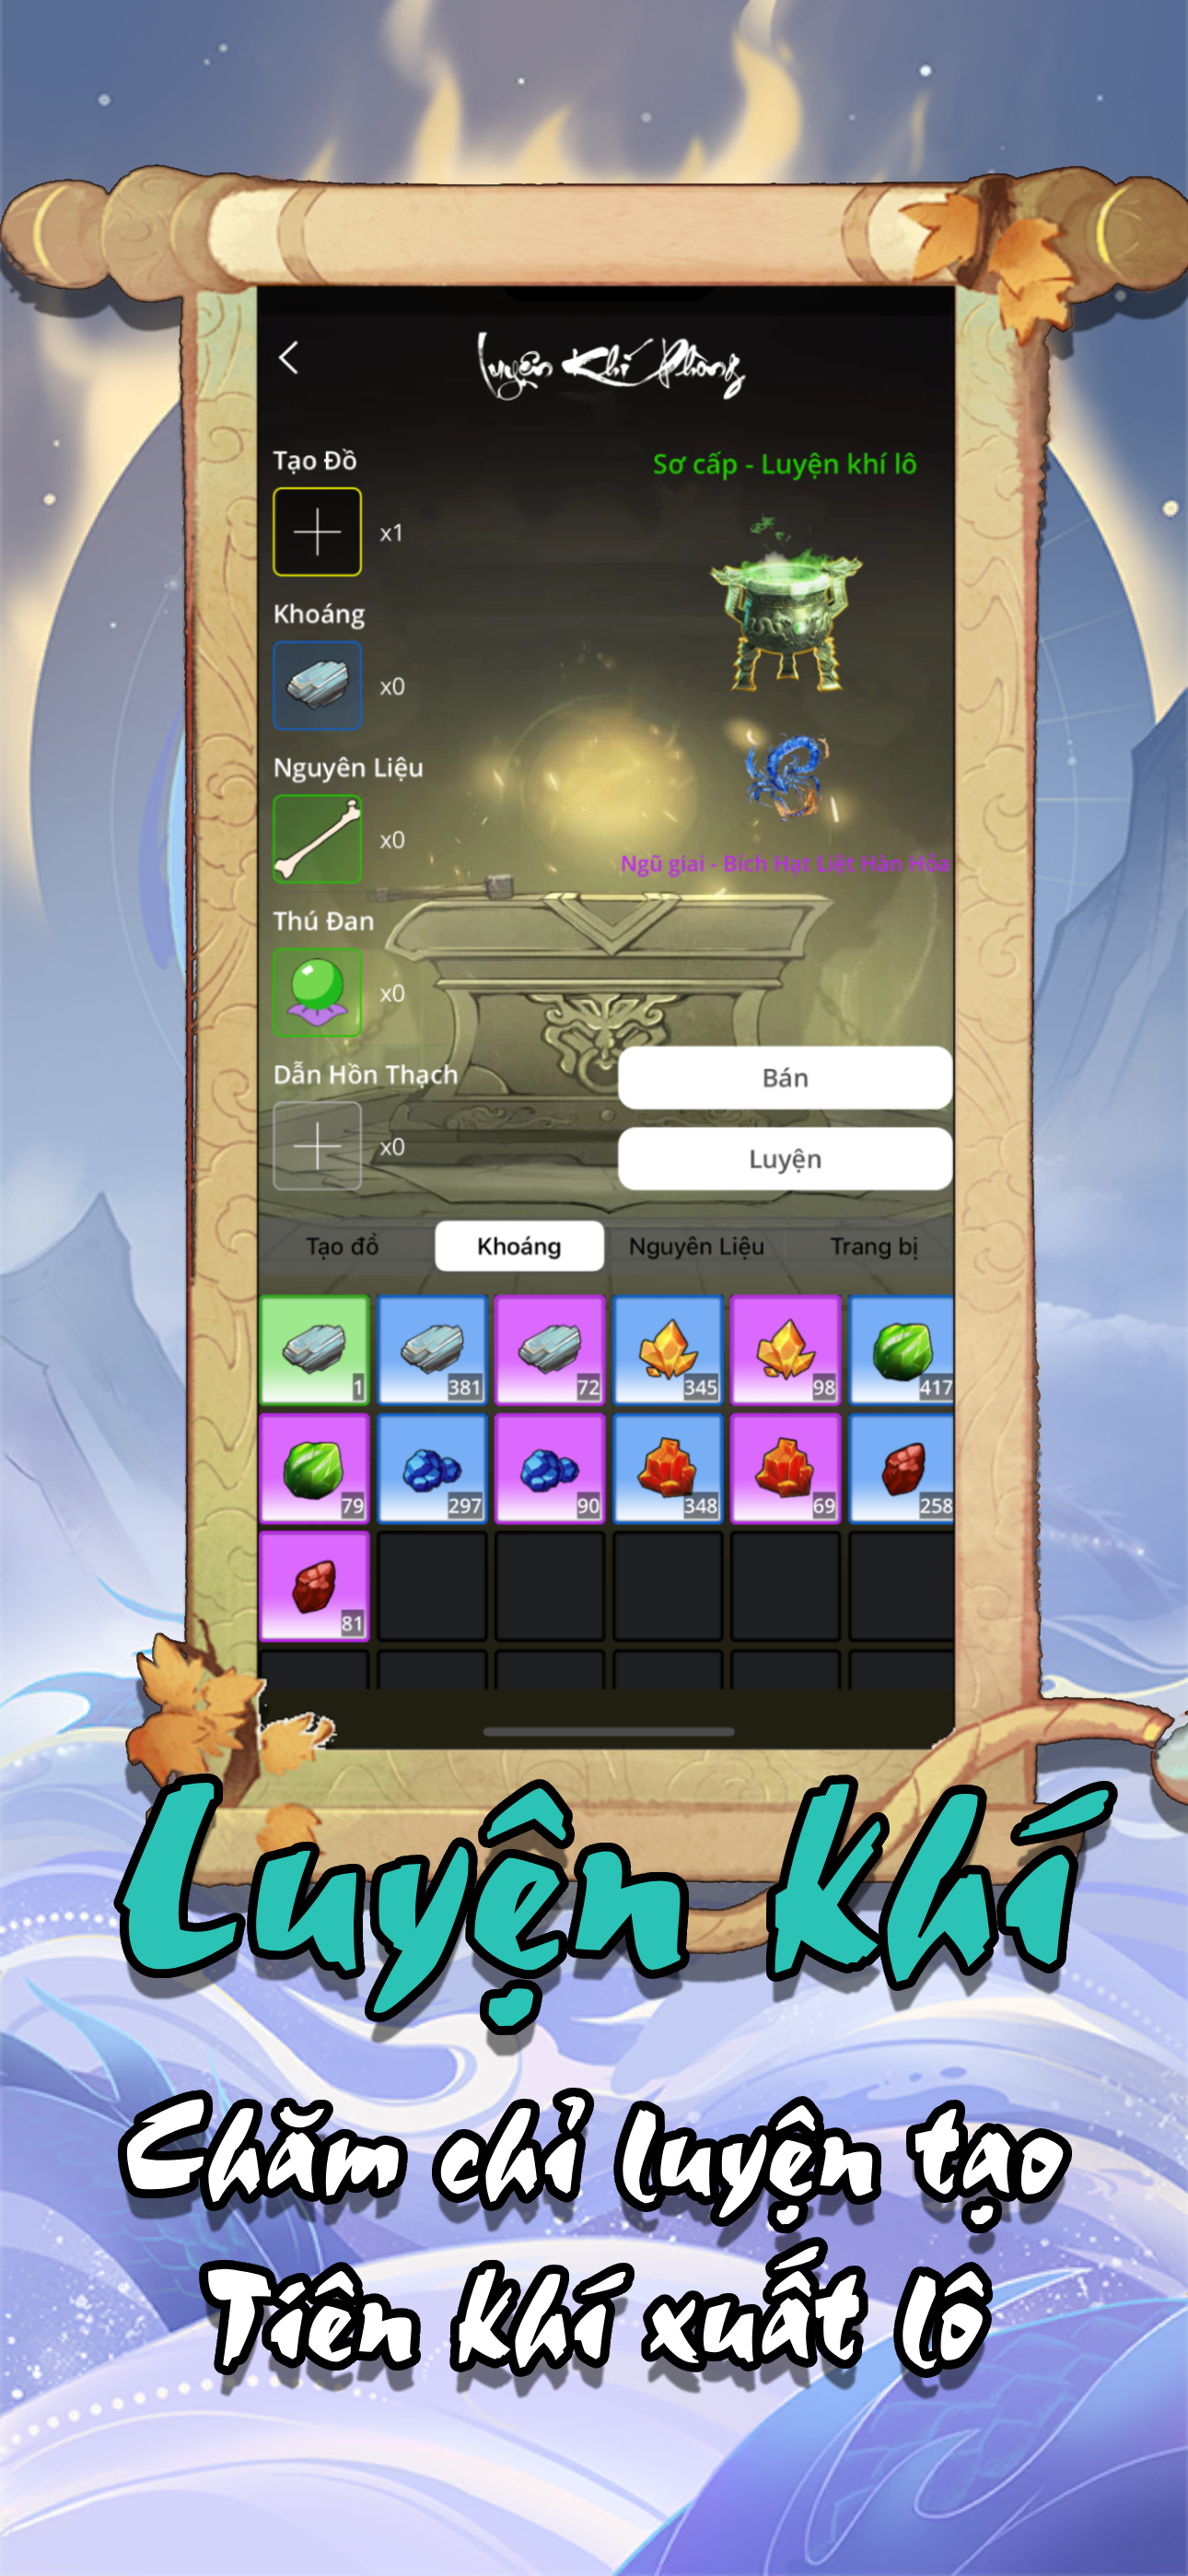 Luyện Khí Phòng
Tạo Đồ
Sơ cấp - Luyện khí lô
x1
Khoáng
x0
Nguyên Liệu
x0
Ngũ giai - Bích Hạt Liệt Hàn Hỏa
Thú Đan
x0
Dẫn Hồn Thạch
Bán
x0
Luyện
Tạo đồ Khoáng Nguyên Liệu Trang bị
1 381 72 345 98 417
79 297 90 348 69 258
81
Luyện khí
Chăm chỉ luyện tạo
Tiên khí xuất lô